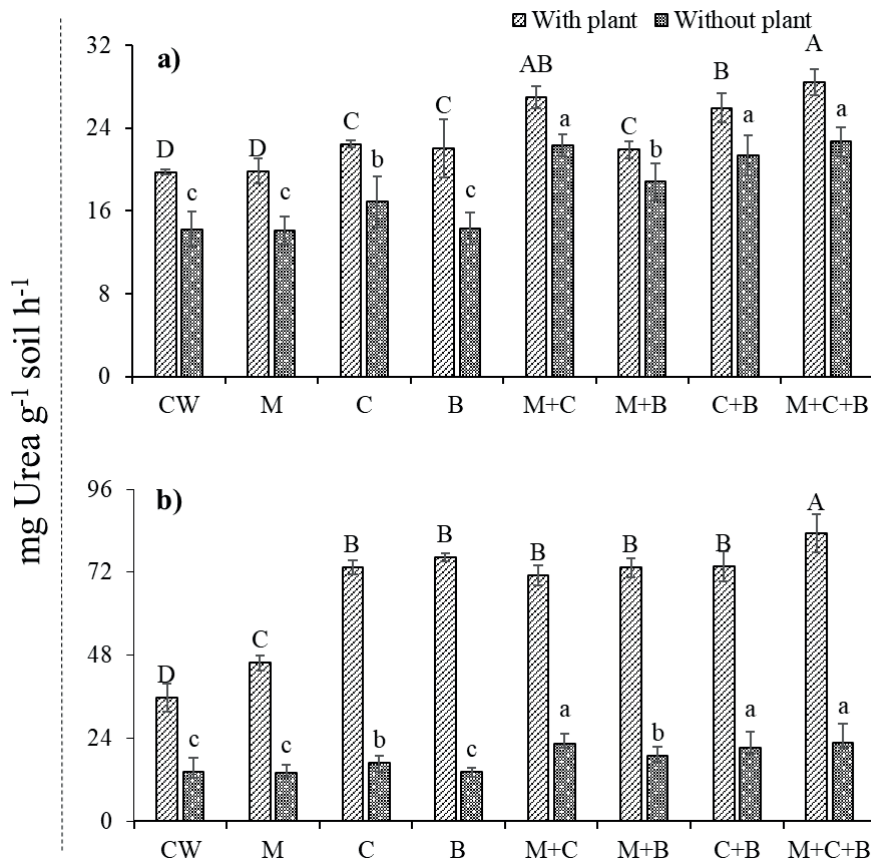 With plant Without plant
a)
mg Urea g-1 soil h-1
32
24
16
8
0
D c D c C b C c AB a C b B a A a
CW M C B M+C M+B C+B M+C+B
b)
96
72
48
24
0
D c C c B b B c B a B b B a A a
CW M C B M+C M+B C+B M+C+B